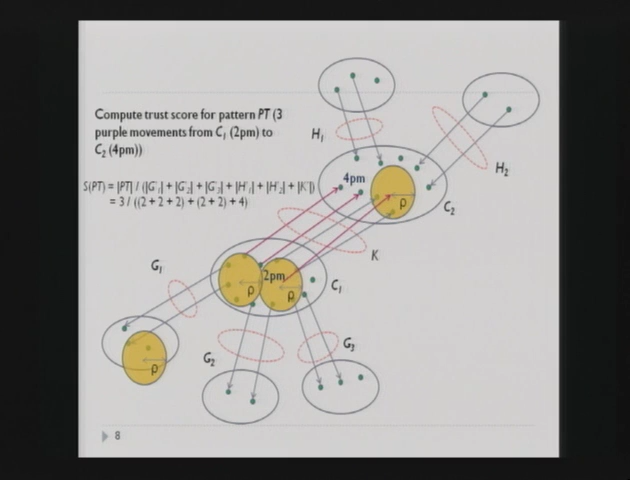 Compute trust score for pattern PT (3
purple movements from C₁ (2pm) to
C₂ (4pm))
S(PT) = |PT| / (|G'₁| + |G'₂| + |G'₃| + |H'₁| + |H'₂| + |K'|)
= 3 / ((2 + 2 + 2) + (2 + 2) + 4)
H₁
H₂
4pm
ρ
C₂
K
G₁
2pm
C₁
ρ
ρ
G₂
G₃
ρ
8